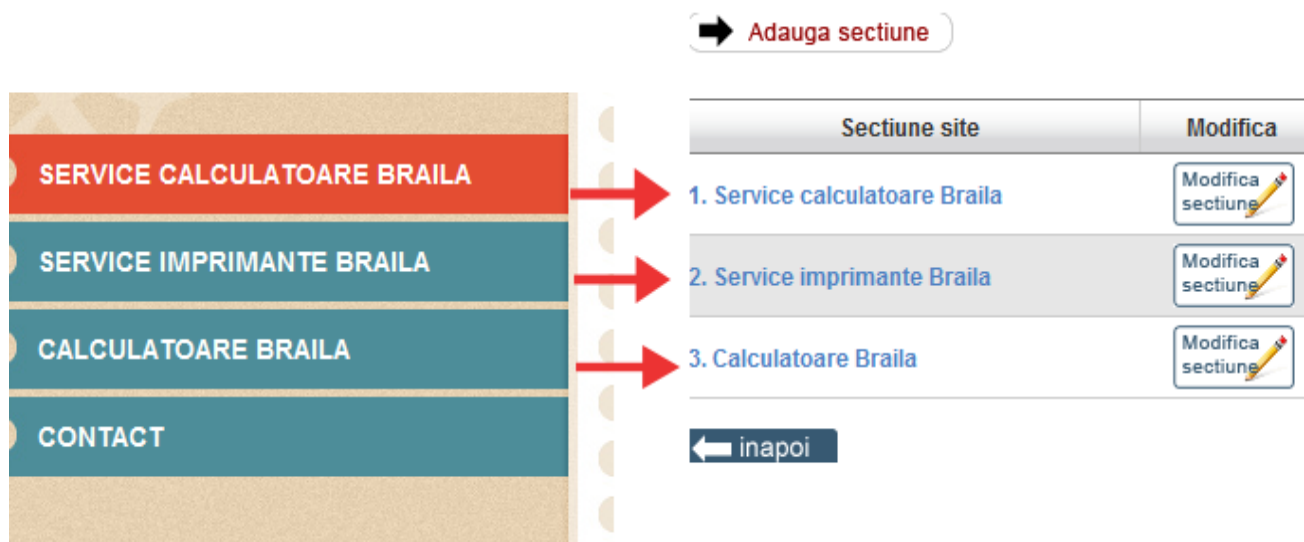 Adauga sectiune
SERVICE CALCULATOARE BRAILA
SERVICE IMPRIMANTE BRAILA
CALCULATOARE BRAILA
CONTACT
Sectiune site Modifica
1. Service calculatoare Braila Modifica
sectiune
2. Service imprimante Braila Modifica
sectiune
3. Calculatoare Braila Modifica
sectiune
inapoi